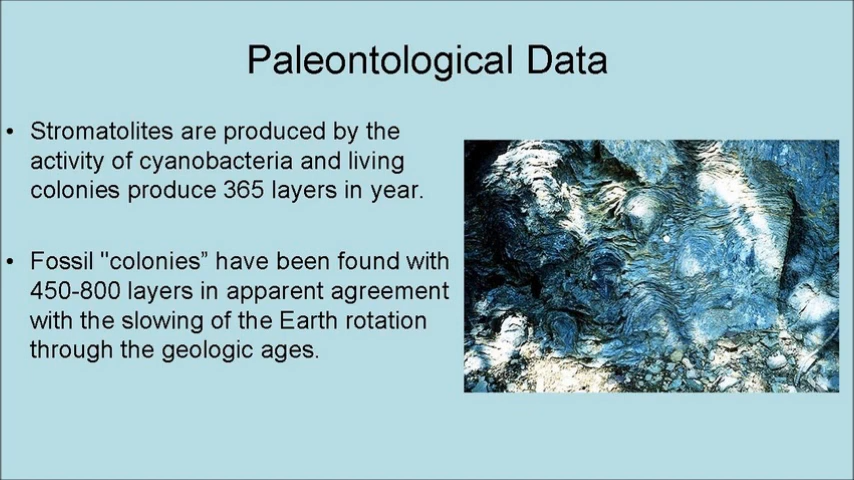 Paleontological Data
• Stromatolites are produced by the
activity of cyanobacteria and living
colonies produce 365 layers in year.
• Fossil "colonies” have been found with
450-800 layers in apparent agreement
with the slowing of the Earth rotation
through the geologic ages.